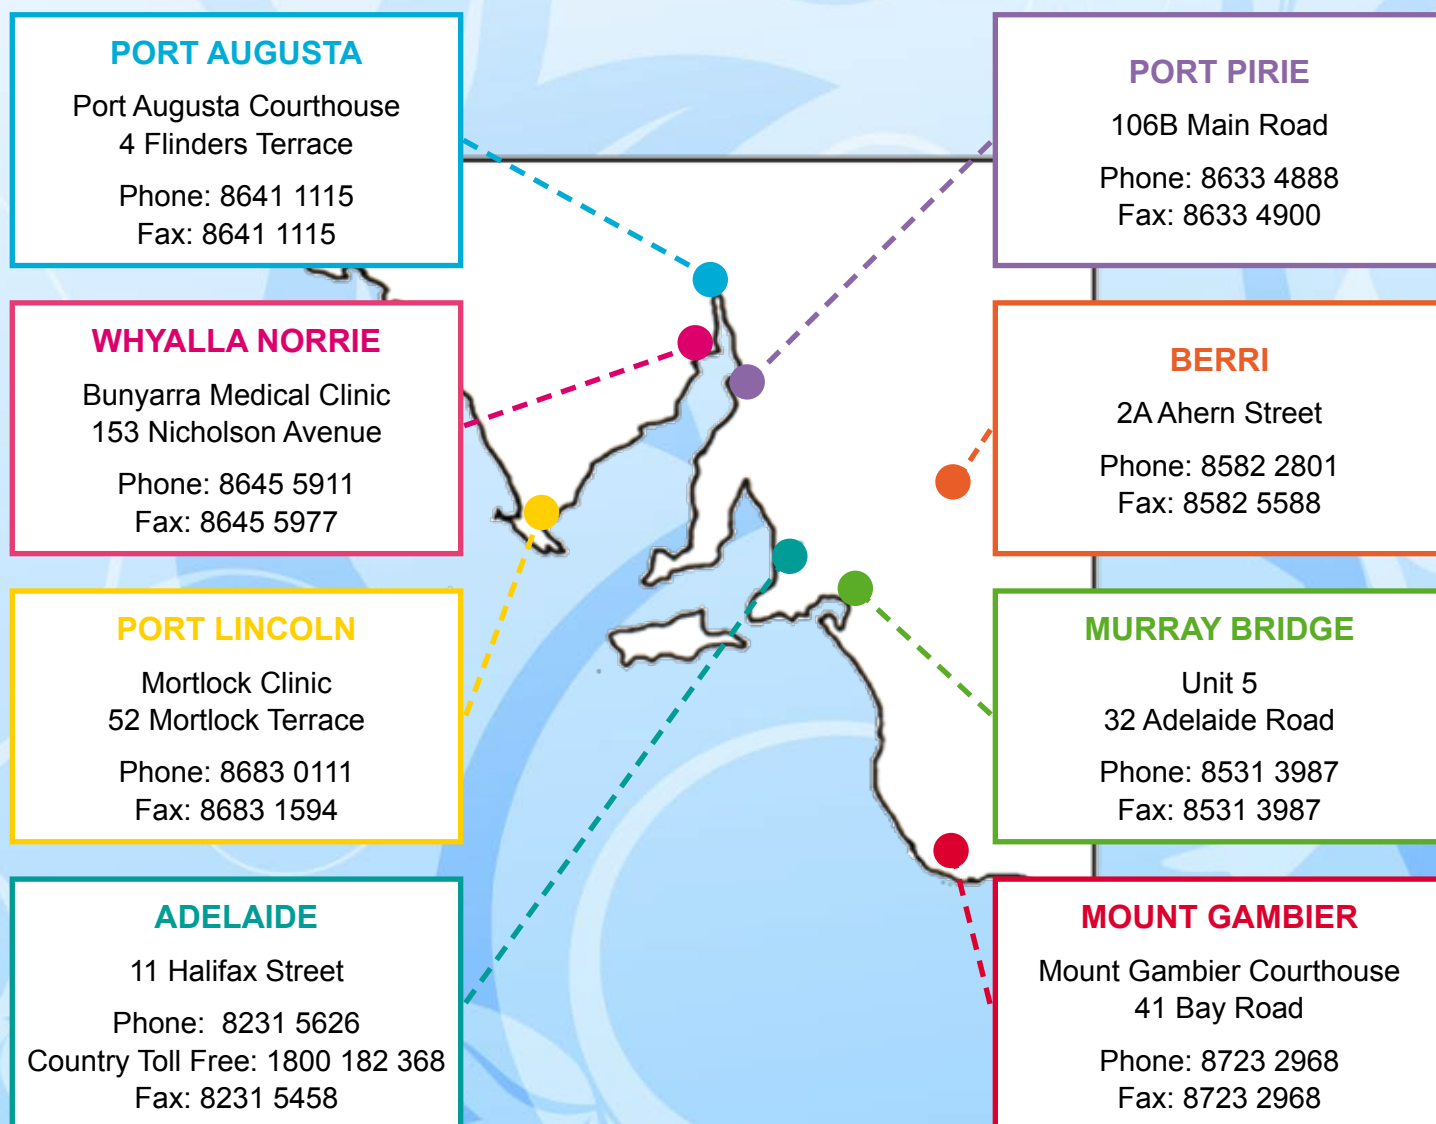 PORT AUGUSTA
Port Augusta Courthouse
4 Flinders Terrace
Phone: 8641 1115
Fax: 8641 1115
WHYALLA NORRIE
Bunyarra Medical Clinic
153 Nicholson Avenue
Phone: 8645 5911
Fax: 8645 5977
PORT LINCOLN
Mortlock Clinic
52 Mortlock Terrace
Phone: 8683 0111
Fax: 8683 1594
ADELAIDE
11 Halifax Street
Phone:  8231 5626
Country Toll Free: 1800 182 368
Fax: 8231 5458
PORT PIRIE
106B Main Road
Phone: 8633 4888
Fax: 8633 4900
BERRI
2A Ahern Street
Phone: 8582 2801
Fax: 8582 5588
MURRAY BRIDGE
Unit 5
32 Adelaide Road
Phone: 8531 3987
Fax: 8531 3987
MOUNT GAMBIER
Mount Gambier Courthouse
41 Bay Road
Phone: 8723 2968
Fax: 8723 2968